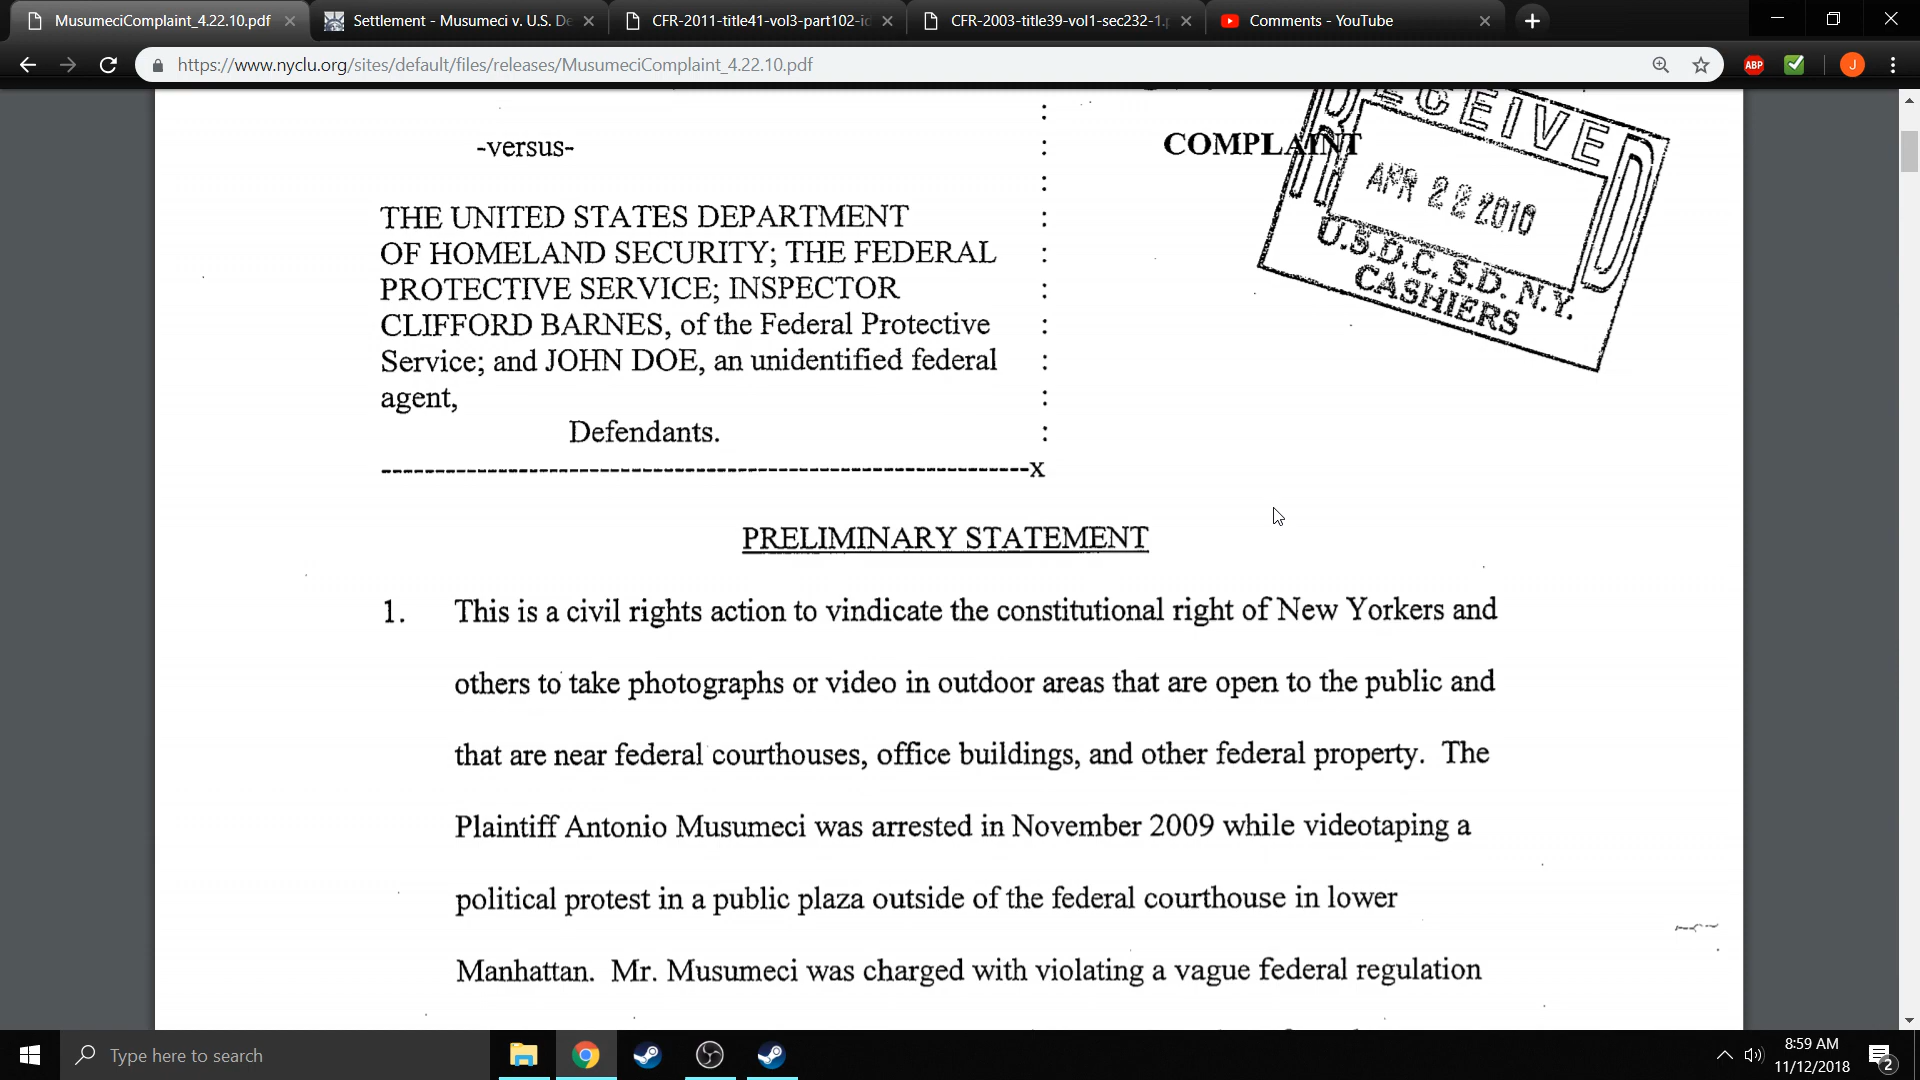 MusumeciComplaint_4.22.10.pdf
Settlement - Musumeci v. U.S. De
CFR-2011-title41-vol3-part102-id
CFR-2003-title39-vol1-sec232-1.p
Comments - YouTube
https://www.nyclu.org/sites/default/files/releases/MusumeciComplaint_4.22.10.pdf
ABP
J
-versus-
COMPLAINT
RECEIVED
APR 22 2010
U.S.D.C. S.D. N.Y.
CASHIERS
THE UNITED STATES DEPARTMENT
OF HOMELAND SECURITY; THE FEDERAL
PROTECTIVE SERVICE; INSPECTOR
CLIFFORD BARNES, of the Federal Protective
Service; and JOHN DOE, an unidentified federal
agent,
Defendants.
------------------------------------------------------------x
PRELIMINARY STATEMENT
1. This is a civil rights action to vindicate the constitutional right of New Yorkers and
others to take photographs or video in outdoor areas that are open to the public and
that are near federal courthouses, office buildings, and other federal property. The
Plaintiff Antonio Musumeci was arrested in November 2009 while videotaping a
political protest in a public plaza outside of the federal courthouse in lower
Manhattan. Mr. Musumeci was charged with violating a vague federal regulation
Type here to search
8:59 AM
11/12/2018
2